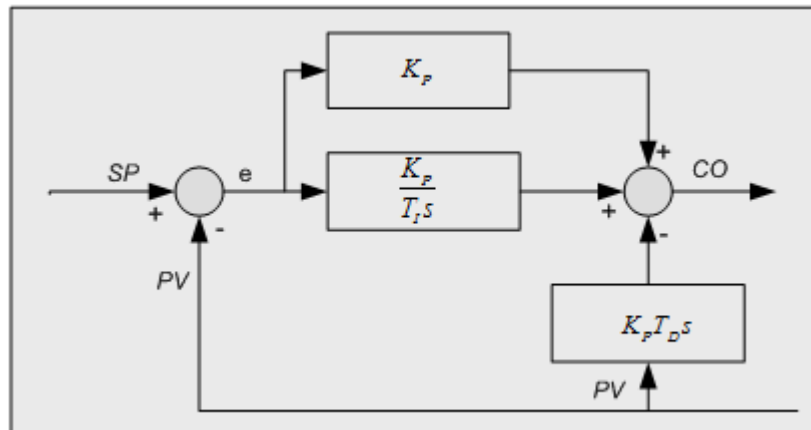 K_P
+
SP
e
K_P
T_I s
CO
+
-
+
-
PV
K_P T_D s
PV